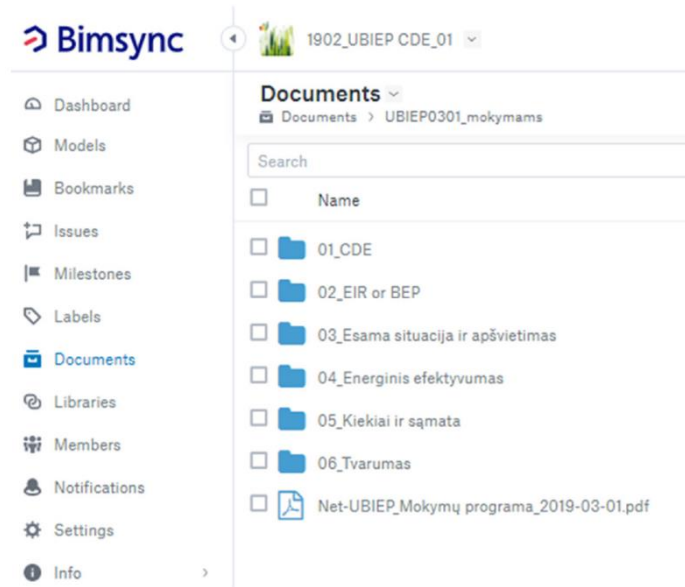 Bimsync
1902_UBIEP CDE_01
Dashboard
Models
Bookmarks
Issues
Milestones
Labels
Documents
Libraries
Members
Notifications
Settings
Info
Documents
Documents > UBIEP0301_mokymams
Search
Name
01_CDE
02_EIR or BEP
03_Esama situacija ir apšvietimas
04_Energinis efektyvumas
05_Kiekiai ir sąmata
06_Tvarumas
Net-UBIEP_Mokymų programa_2019-03-01.pdf